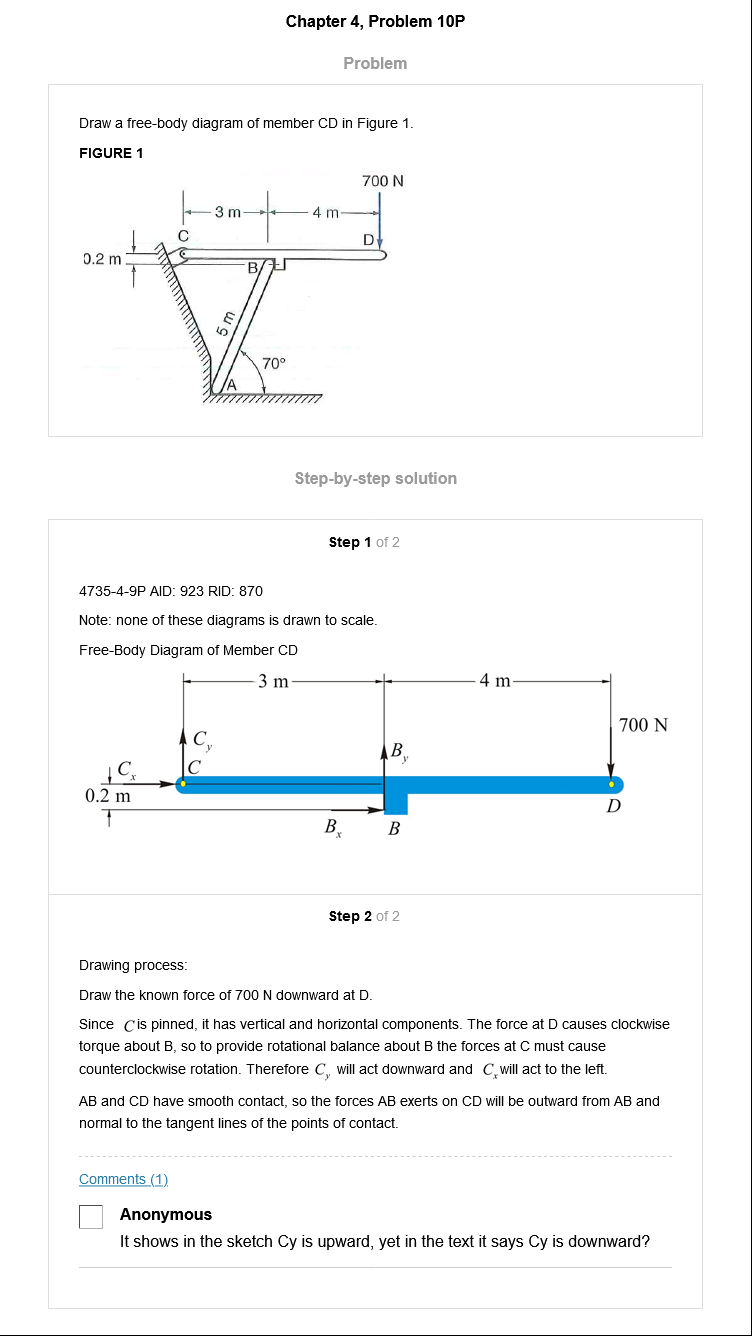 Chapter 4, Problem 10P
Problem
Draw a free-body diagram of member CD in Figure 1.
FIGURE 1
700 N
3 m
4 m
C
D
0.2 m
B
5 m
70°
A
Step-by-step solution
Step 1 of 2
4735-4-9P AID: 923 RID: 870
Note: none of these diagrams is drawn to scale.
Free-Body Diagram of Member CD
3 m
4 m
700 N
Cy
By
Cx
C
0.2 m
D
Bx
B
Step 2 of 2
Drawing process:
Draw the known force of 700 N downward at D.
Since C is pinned, it has vertical and horizontal components. The force at D causes clockwise
torque about B, so to provide rotational balance about B the forces at C must cause
counterclockwise rotation. Therefore Cy will act downward and Cx will act to the left.
AB and CD have smooth contact, so the forces AB exerts on CD will be outward from AB and
normal to the tangent lines of the points of contact.
Comments (1)
Anonymous
It shows in the sketch Cy is upward, yet in the text it says Cy is downward?